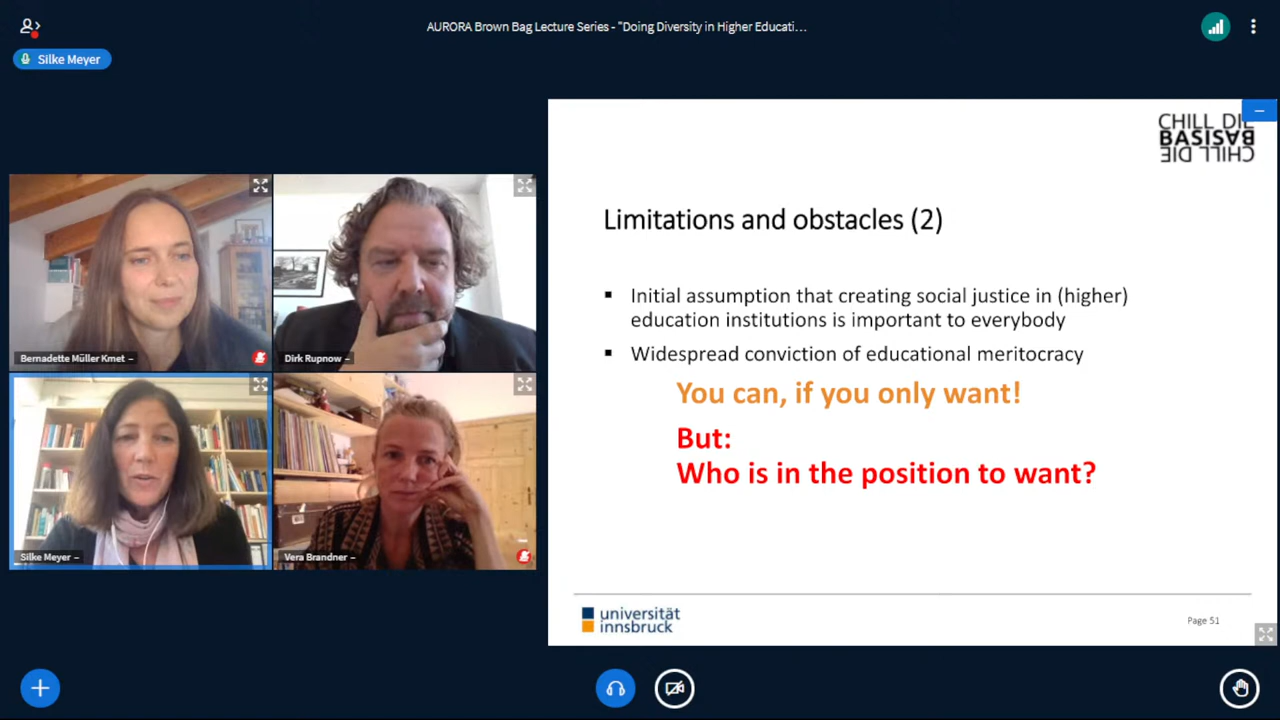 AURORA Brown Bag Lecture Series - "Doing Diversity in Higher Educati…
Silke Meyer
Bernadette Müller Kmet –
Dirk Rupnow –
Silke Meyer –
Vera Brandner –
CHILL DIE
BASIS
CHILL DIE
Limitations and obstacles (2)
▪ Initial assumption that creating social justice in (higher)
education institutions is important to everybody
▪ Widespread conviction of educational meritocracy
You can, if you only want!
But:
Who is in the position to want?
universität
innsbruck
Page 51